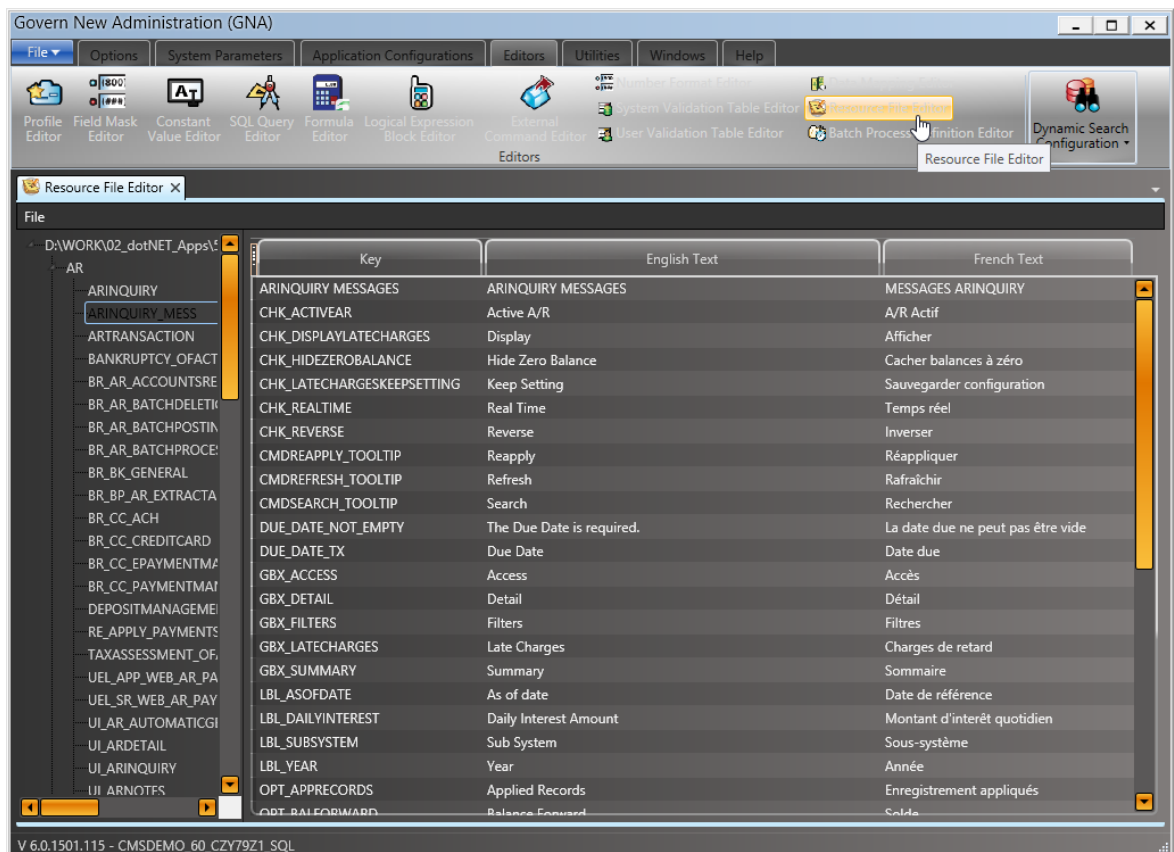 Govern New Administration (GNA)
File Options System Parameters Application Configurations Editors Utilities Windows Help
Profile Editor
Field Mask Editor
Constant Value Editor
SQL Query Editor
Formula Editor
Logical Expression Block Editor
External Command Editor
Number Format Editor
System Validation Table Editor
User Validation Table Editor
Resource File Editor
Batch Process Definition Editor
Dynamic Search Configuration
Editors
Resource File Editor
Resource File Editor
File
D:\WORK\02_dotNET_Apps\
AR
ARINQUIRY
ARINQUIRY_MESS
ARTRANSACTION
BANKRUPTCY_OFACT
BR_AR_ACCOUNTSRE
BR_AR_BATCHDELETI
BR_AR_BATCHPOSTIN
BR_AR_BATCHPROCE
BR_BK_GENERAL
BR_BP_AR_EXTRACTA
BR_CC_ACH
BR_CC_CREDITCARD
BR_CC_EPAYMENTMA
BR_CC_PAYMENTMAI
DEPOSITMANAGEME
RE_APPLY_PAYMENTS
TAXASSESSMENT_OF
UEL_APP_WEB_AR_PA
UEL_SR_WEB_AR_PAY
UI_AR_AUTOMATICGI
UI_ARDETAIL
UI_ARINQUIRY
UI_ARNOTES
Key English Text French Text
ARINQUIRY MESSAGES ARINQUIRY MESSAGES MESSAGES ARINQUIRY
CHK_ACTIVEAR Active A/R A/R Actif
CHK_DISPLAYLATECHARGES Display Afficher
CHK_HIDEZEROBALANCE Hide Zero Balance Cacher balances à zéro
CHK_LATECHARGESKEEPSETTING Keep Setting Sauvegarder configuration
CHK_REALTIME Real Time Temps réel
CHK_REVERSE Reverse Inverser
CMDREAPPLY_TOOLTIP Reapply Réappliquer
CMDREFRESH_TOOLTIP Refresh Rafraîchir
CMDSEARCH_TOOLTIP Search Rechercher
DUE_DATE_NOT_EMPTY The Due Date is required. La date due ne peut pas être vide
DUE_DATE_TX Due Date Date due
GBX_ACCESS Access Accès
GBX_DETAIL Detail Détail
GBX_FILTERS Filters Filtres
GBX_LATECHARGES Late Charges Charges de retard
GBX_SUMMARY Summary Sommaire
LBL_ASOFDATE As of date Date de référence
LBL_DAILYINTEREST Daily Interest Amount Montant d'interêt quotidien
LBL_SUBSYSTEM Sub System Sous-système
LBL_YEAR Year Année
OPT_APPRECORDS Applied Records Enregistrement appliqués
OPT_BALFORWARD Balance Forward Solde
V 6.0.1501.115 - CMSDEMO_60_CZY79Z1_SQL